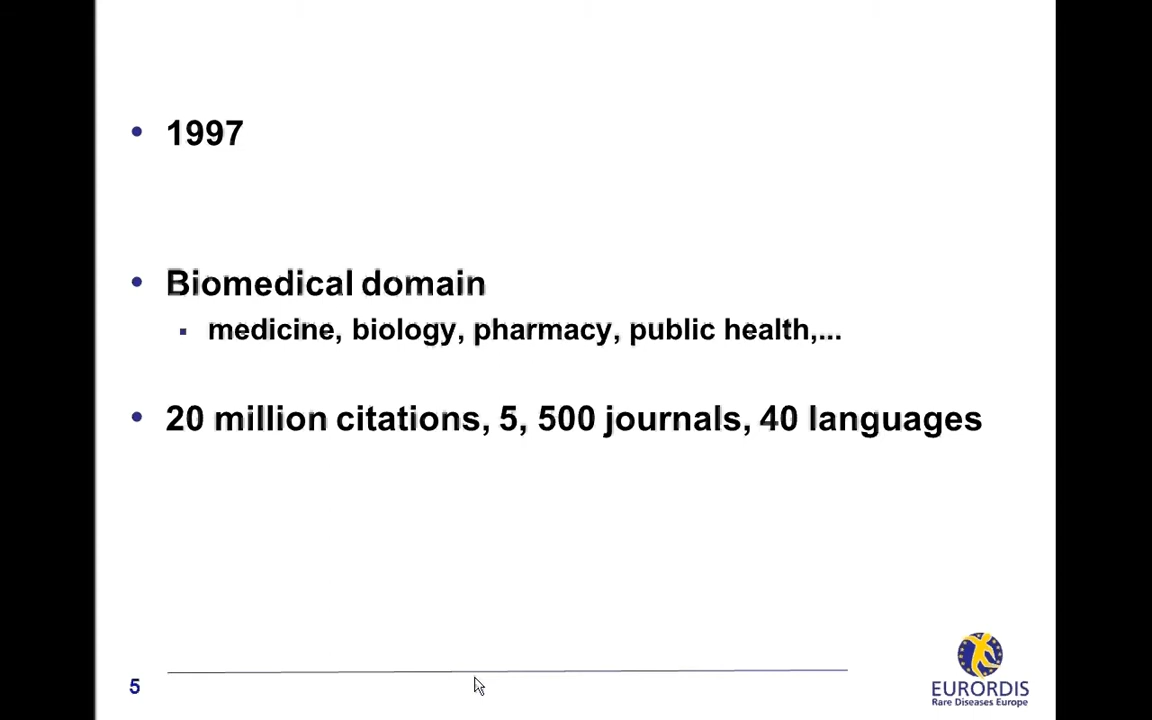 • 1997
• Biomedical domain
▪ medicine, biology, pharmacy, public health,...
• 20 million citations, 5, 500 journals, 40 languages
5
EURORDIS
Rare Diseases Europe